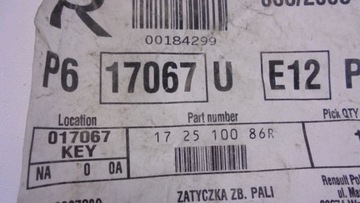 R
00184299
P6 17067 U E12 P
Location Part number Pick QTY
017067 17 25 100 86R
KEY
NA 0 0A
ZATYCZKA ZB. PALI
Renault Pol